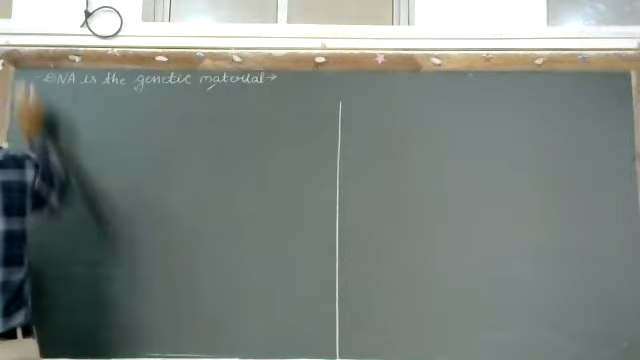 DNA is the genetic material →